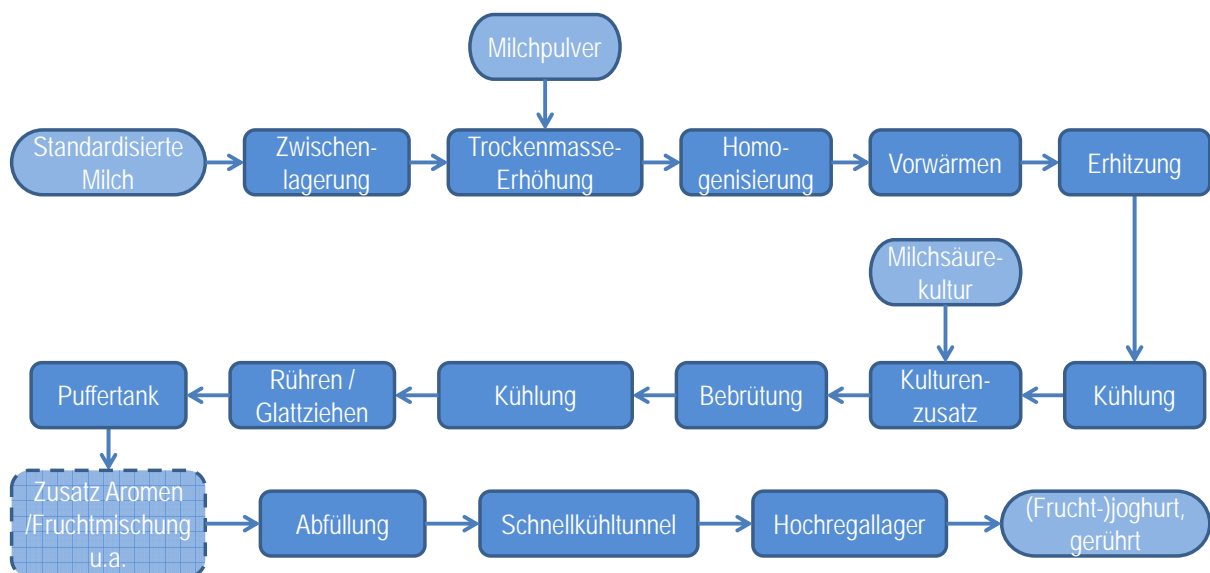 Milchpulver
Standardisierte
Milch
Zwischen-
lagerung
Trockenmasse-
Erhöhung
Homo-
genisierung
Vorwärmen
Erhitzung
Milchsäure-
kultur
Kühlung
Kulturen-
zusatz
Bebrütung
Kühlung
Rühren /
Glattziehen
Puffertank
Zusatz Aromen
/Fruchtmischung
u.a.
Abfüllung
Schnellkühltunnel
Hochregallager
(Frucht-)joghurt,
gerührt